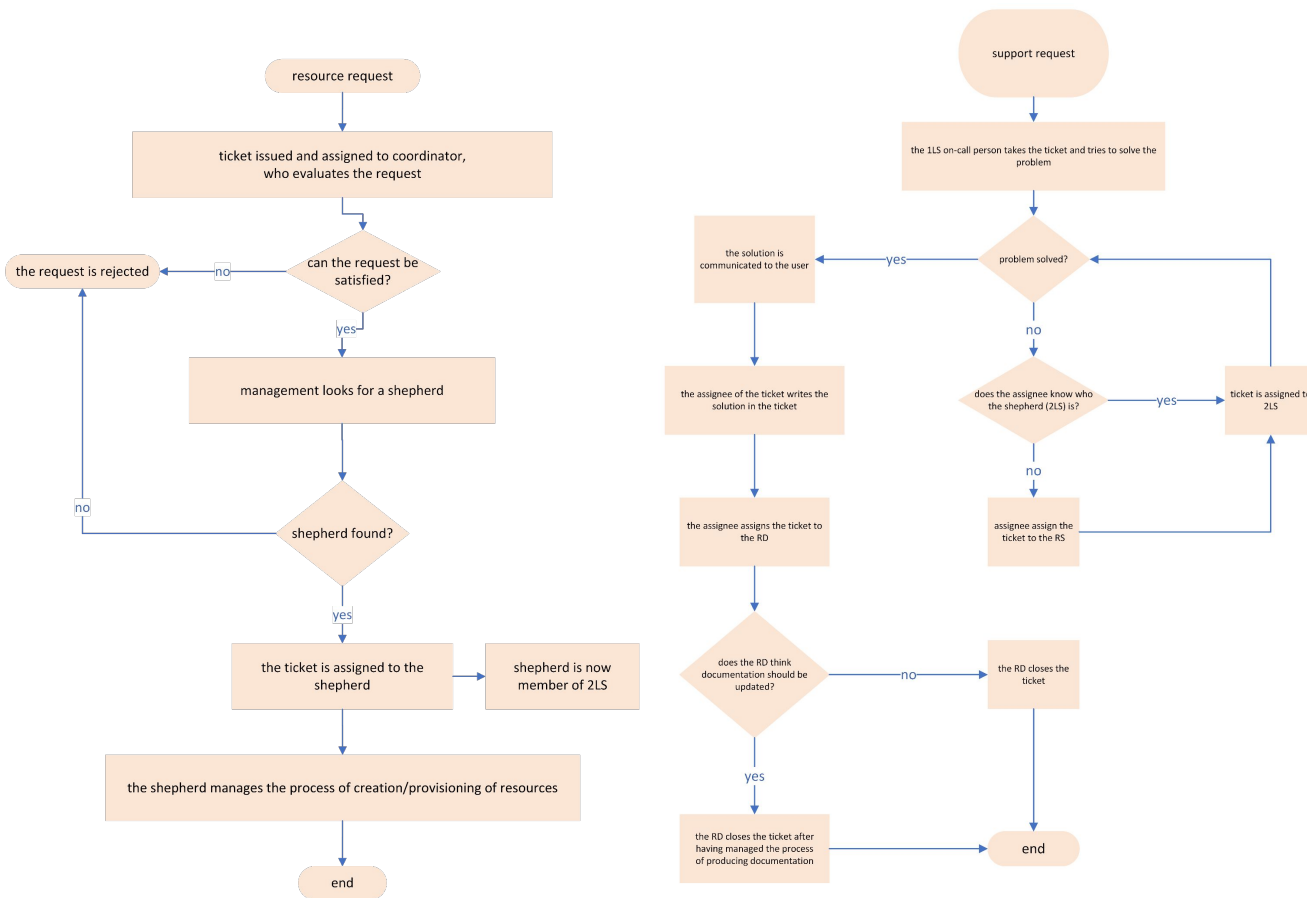 resource request
ticket issued and assigned to coordinator,
who evaluates the request
can the request be
satisfied?
no
the request is rejected
yes
management looks for a shepherd
shepherd found?
no
yes
the ticket is assigned to the
shepherd
shepherd is now
member of 2LS
the shepherd manages the process of creation/provisioning of resources
end
support request
the 1LS on-call person takes the ticket and tries to solve the
problem
problem solved?
yes
the solution is
communicated to the user
no
does the assignee know who
the shepherd (2LS) is?
yes
ticket is assigned t
2LS
no
assignee assign the
ticket to the RS
the assignee of the ticket writes the
solution in the ticket
the assignee assigns the ticket to
the RD
does the RD think
documentation should be
updated?
no
the RD closes the
ticket
yes
the RD closes the ticket after
having managed the process
of producing documentation
end